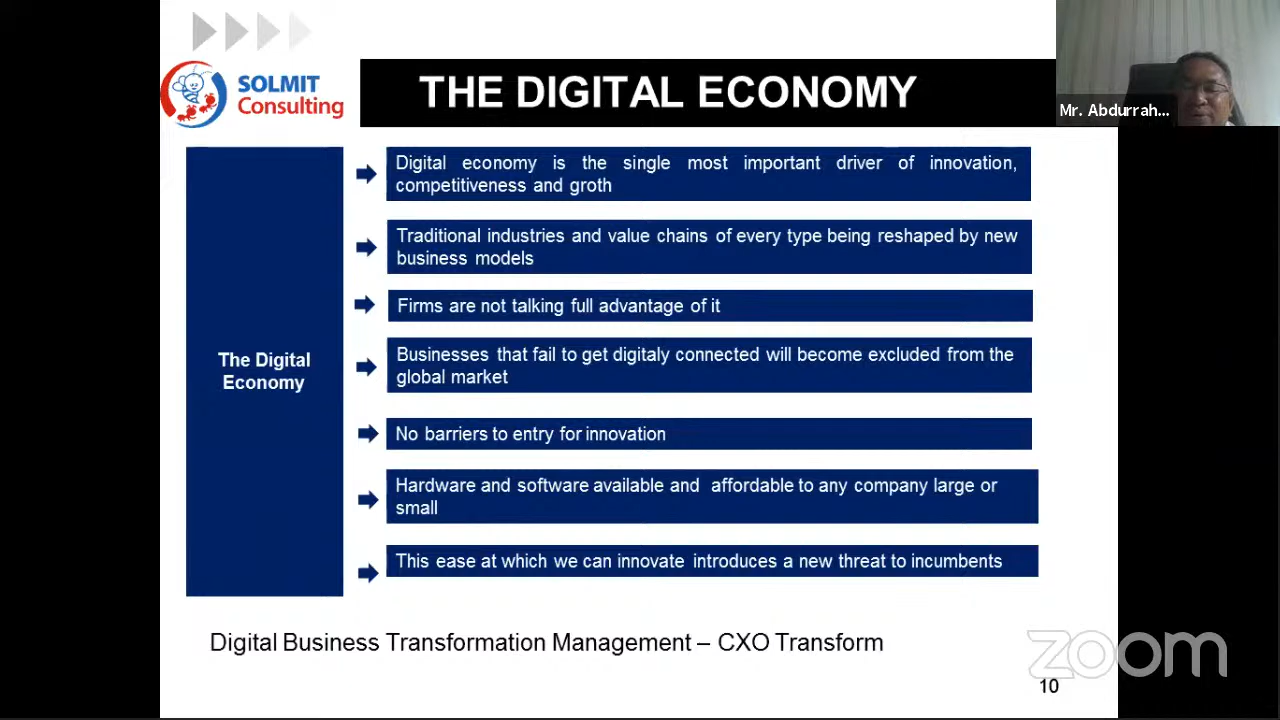 SOLMIT
Consulting
THE DIGITAL ECONOMY
Mr. Abdurrah...
The Digital
Economy
Digital economy is the single most important driver of innovation,
competitiveness and groth
Traditional industries and value chains of every type being reshaped by new
business models
Firms are not talking full advantage of it
Businesses that fail to get digitaly connected will become excluded from the
global market
No barriers to entry for innovation
Hardware and software available and affordable to any company large or
small
This ease at which we can innovate introduces a new threat to incumbents
Digital Business Transformation Management – CXO Transform
zoom
10